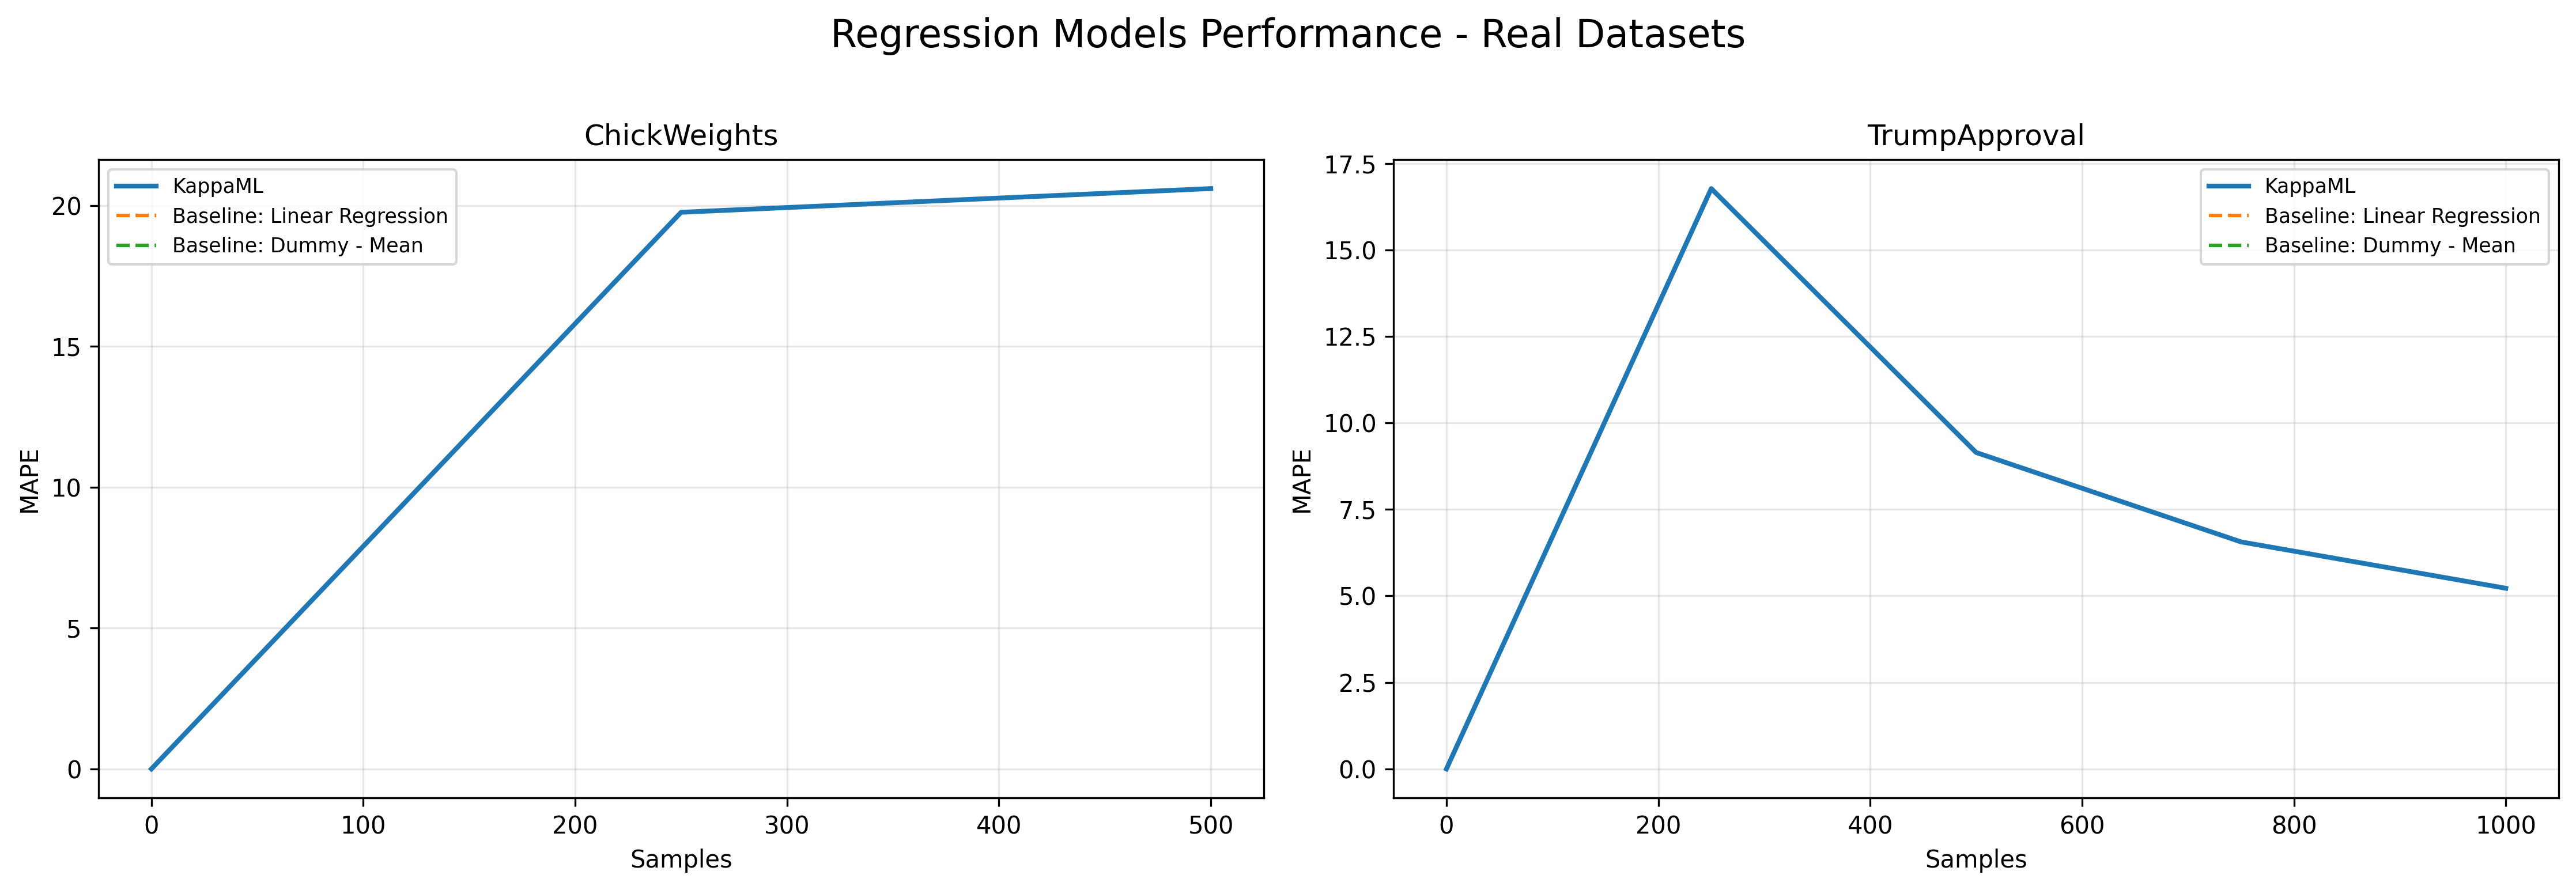 Regression Models Performance - Real Datasets
ChickWeights
KappaML
Baseline: Linear Regression
Baseline: Dummy - Mean
20
15
10
5
0
MAPE
0 100 200 300 400 500
Samples
TrumpApproval
KappaML
Baseline: Linear Regression
Baseline: Dummy - Mean
17.5
15.0
12.5
10.0
7.5
5.0
2.5
0.0
MAPE
0 200 400 600 800 1000
Samples